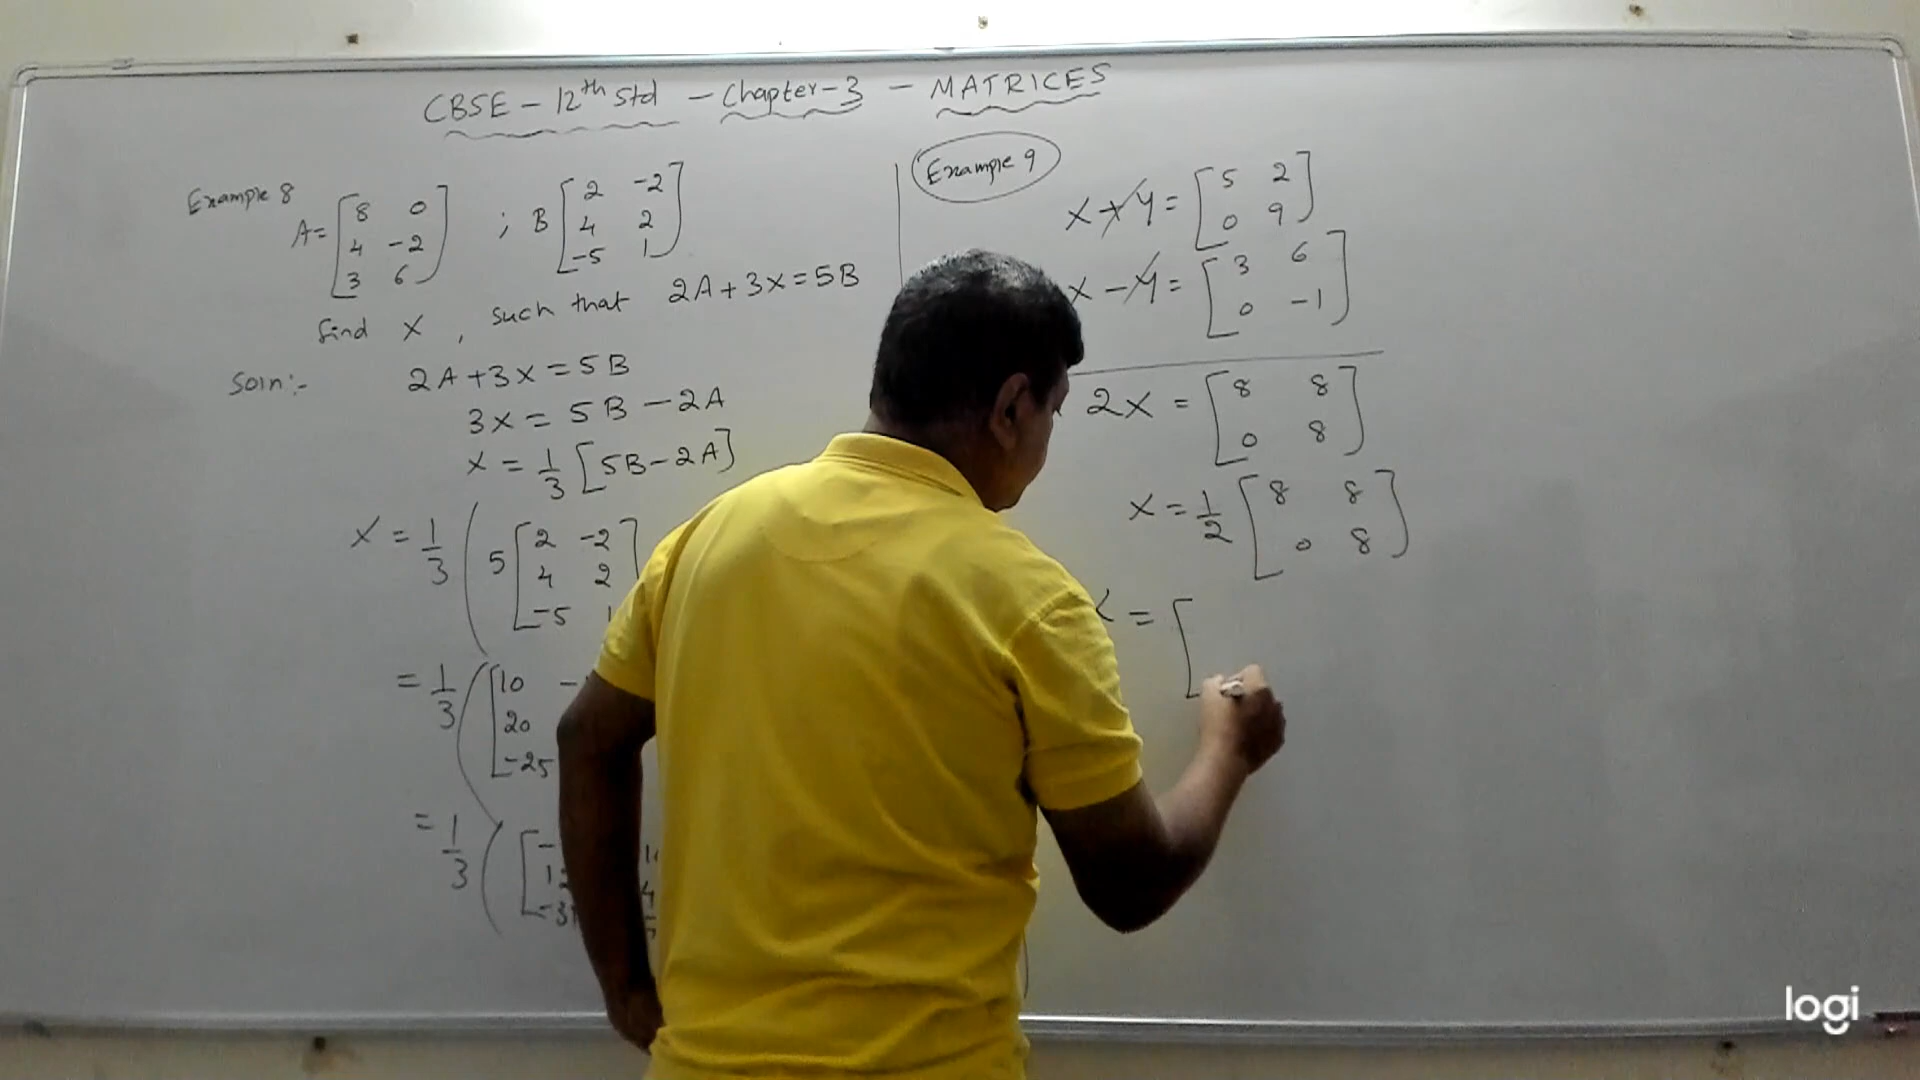 CBSE - 12th Std - Chapter-3 - MATRICES
Example 8
A = [8 0
4 -2
3 6] ; B [2 -2
4 2
-5 1]
find X, such that 2A+3X=5B
Soln:- 2A+3X=5B
3X = 5B - 2A
X = 1/3 [5B-2A]
X = 1/3 ( 5 [2 -2
4 2
-5
= 1/3 ( [10 -
20
-25
= 1/3 ( [-
Example 9
X+Y = [5 2
0 9]
X-Y = [3 6
0 -1]
2X = [8 8
0 8]
X = 1/2 [8 8
0 8]
= [
logi